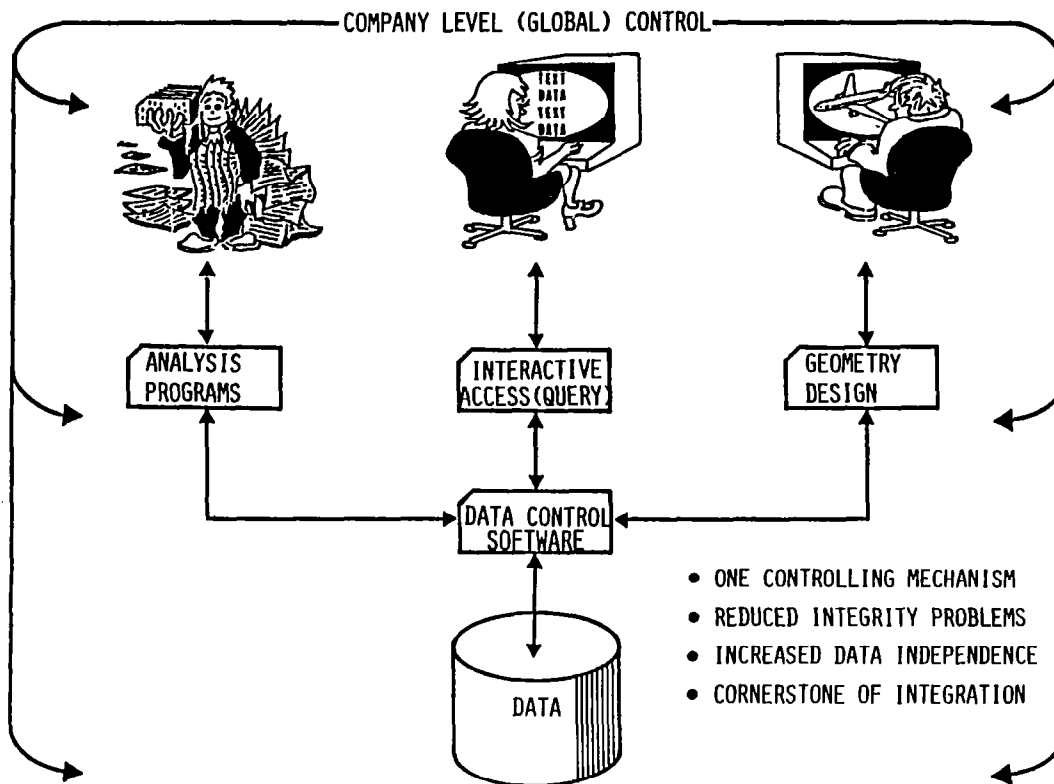 COMPANY LEVEL (GLOBAL) CONTROL
TEXT
DATA
TEXT
DATA
ANALYSIS
PROGRAMS
INTERACTIVE
ACCESS(QUERY)
GEOMETRY
DESIGN
DATA CONTROL
SOFTWARE
DATA
• ONE CONTROLLING MECHANISM
• REDUCED INTEGRITY PROBLEMS
• INCREASED DATA INDEPENDENCE
• CORNERSTONE OF INTEGRATION